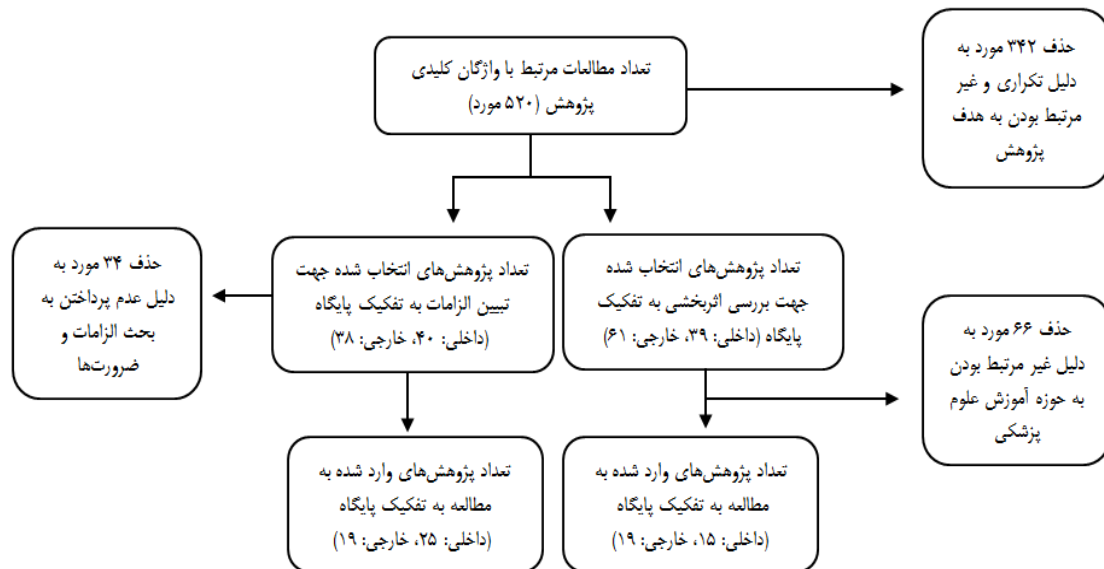 تعداد مطالعات مرتبط با واژگان کلیدی
پژوهش (۵۲۰ مورد)
حذف ۳۴۲ مورد به
دلیل تکراری و غیر
مرتبط بودن به هدف
پژوهش
تعداد پژوهش‌های انتخاب شده
جهت بررسی اثربخشی به تفکیک
پایگاه (داخلی: ۳۹، خارجی: ۶۱)
تعداد پژوهش‌های انتخاب شده جهت
تبیین الزامات به تفکیک پایگاه
(داخلی: ۴۰، خارجی: ۳۸)
حذف ۳۴ مورد به
دلیل عدم پرداختن به
بحث الزامات و
ضرورت‌ها
حذف ۶۶ مورد به
دلیل غیر مرتبط بودن
به حوزه آموزش علوم
پزشکی
تعداد پژوهش‌های وارد شده به
مطالعه به تفکیک پایگاه
(داخلی: ۱۵، خارجی: ۱۹)
تعداد پژوهش‌های وارد شده به
مطالعه به تفکیک پایگاه
(داخلی: ۲۵، خارجی: ۱۹)